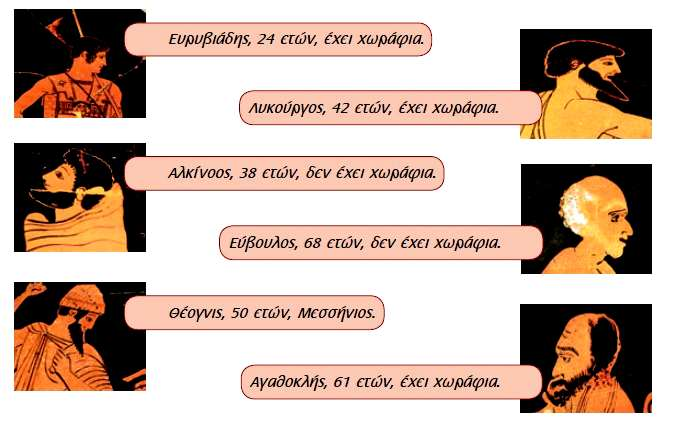 Ευρυβιάδης, 24 ετών, έχει χωράφια.
Λυκούργος, 42 ετών, έχει χωράφια.
Αλκίνοος, 38 ετών, δεν έχει χωράφια.
Εύβουλος, 68 ετών, δεν έχει χωράφια.
Θέογνις, 50 ετών, Μεσσήνιος.
Αγαθοκλής, 61 ετών, έχει χωράφια.